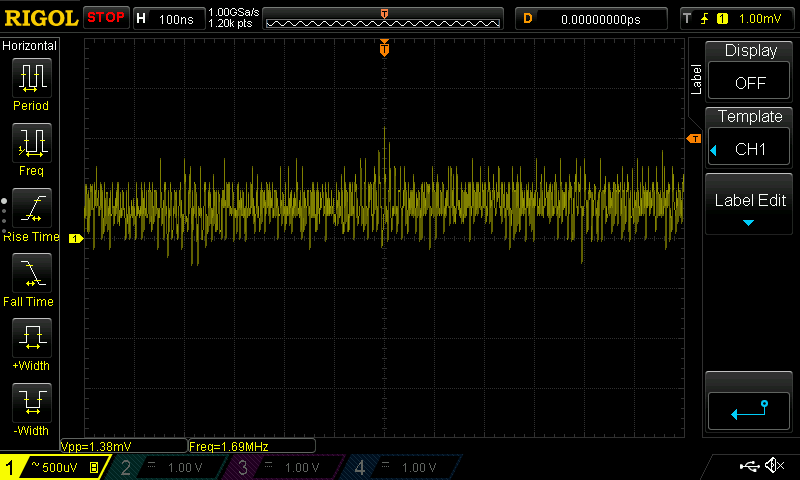 RIGOL STOP H 100ns 1.00GSa/s T D 0.00000000ps T 1 1.00mV
1.20k pts
Horizontal
Period
Freq
Rise Time
Fall Time
+Width
-Width
T
T
1
Vpp=1.38mV Freq=1.69MHz
Label
Display
OFF
Template
CH1
Label Edit
1 ~ 500uV B 2 1.00 V 3 1.00 V 4 1.00 V